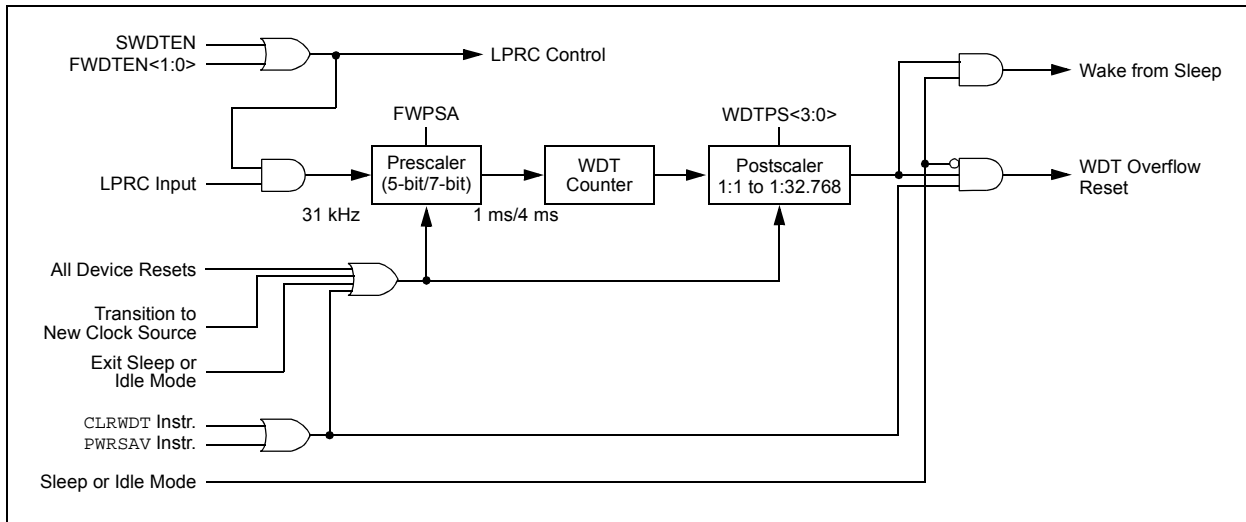 SWDTEN
FWDTEN<1:0>
LPRC Control
Wake from Sleep
FWPSA
WDTPS<3:0>
LPRC Input
Prescaler
(5-bit/7-bit)
WDT
Counter
Postscaler
1:1 to 1:32.768
WDT Overflow
Reset
31 kHz
1 ms/4 ms
All Device Resets
Transition to
New Clock Source
Exit Sleep or
Idle Mode
CLRWDT Instr.
PWRSAV Instr.
Sleep or Idle Mode